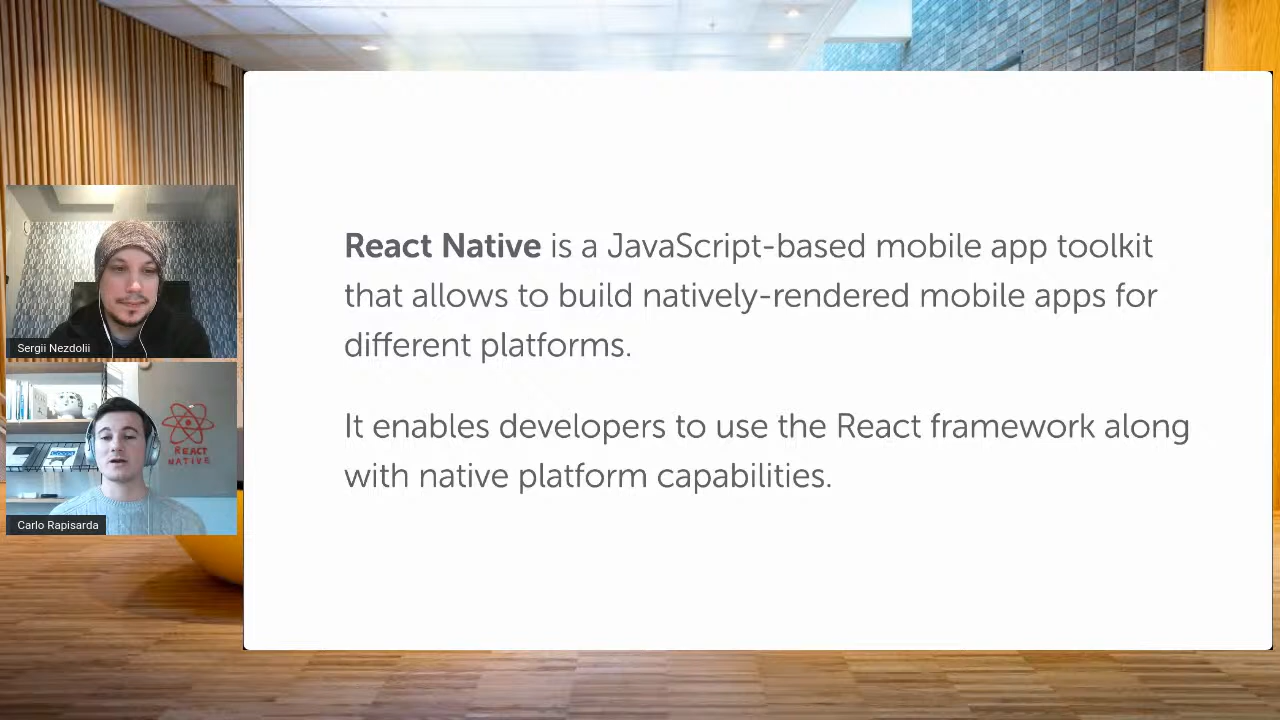 React Native is a JavaScript-based mobile app toolkit
that allows to build natively-rendered mobile apps for
different platforms.
It enables developers to use the React framework along
with native platform capabilities.
Sergii Nezdolii
REACT
NATIVE
Carlo Rapisarda